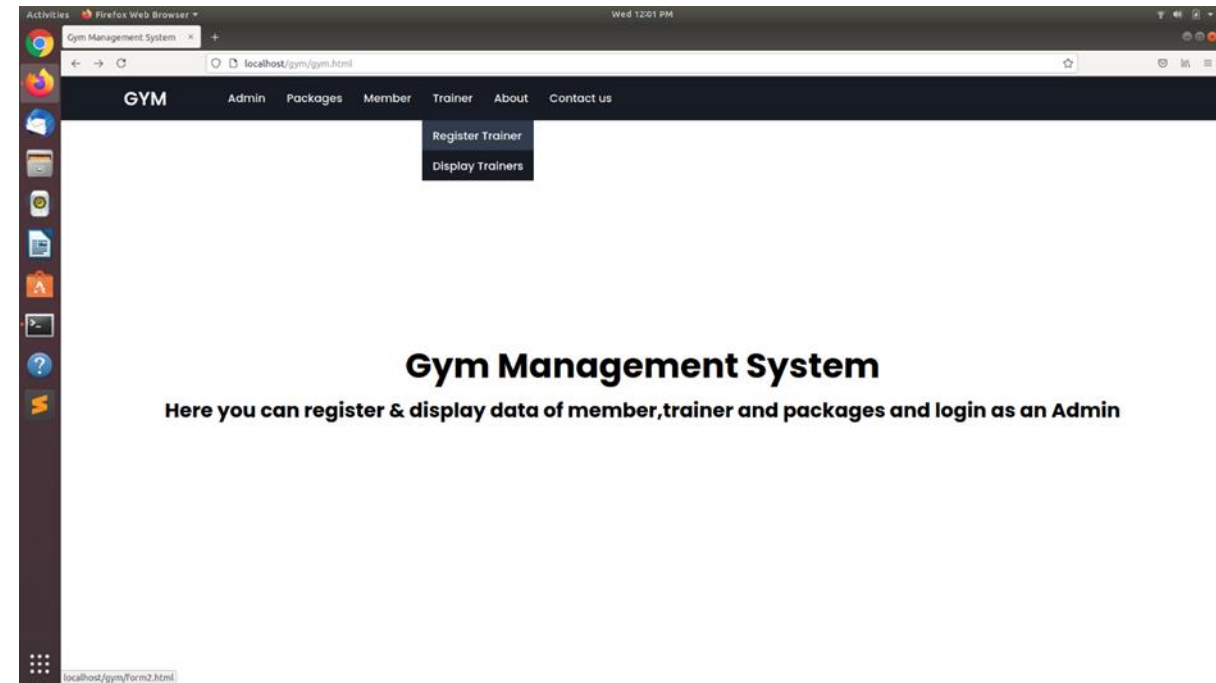 Activities Firefox Web Browser Wed 12:01 PM
Gym Management System × +
localhost/gym/gym.html
GYM Admin Packages Member Trainer About Contact us
Register Trainer
Display Trainers
Gym Management System
Here you can register & display data of member,trainer and packages and login as an Admin
localhost/gym/form2.html